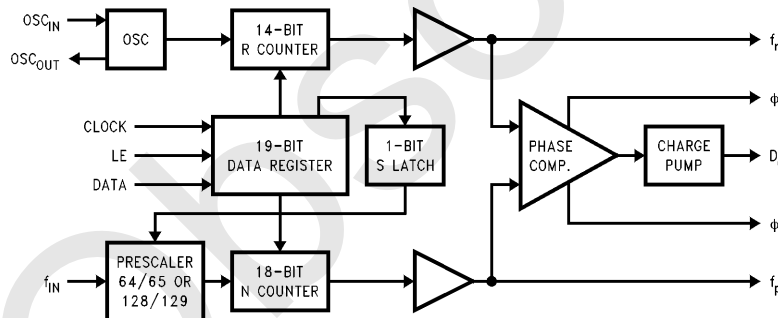 OSC_IN
OSC
OSC_OUT
14-BIT
R COUNTER
f_r
CLOCK
LE
DATA
19-BIT
DATA REGISTER
1-BIT
S LATCH
PHASE
COMP.
CHARGE
PUMP
ϕ
D
ϕ
f_IN
PRESCALER
64/65 OR
128/129
18-BIT
N COUNTER
f_p